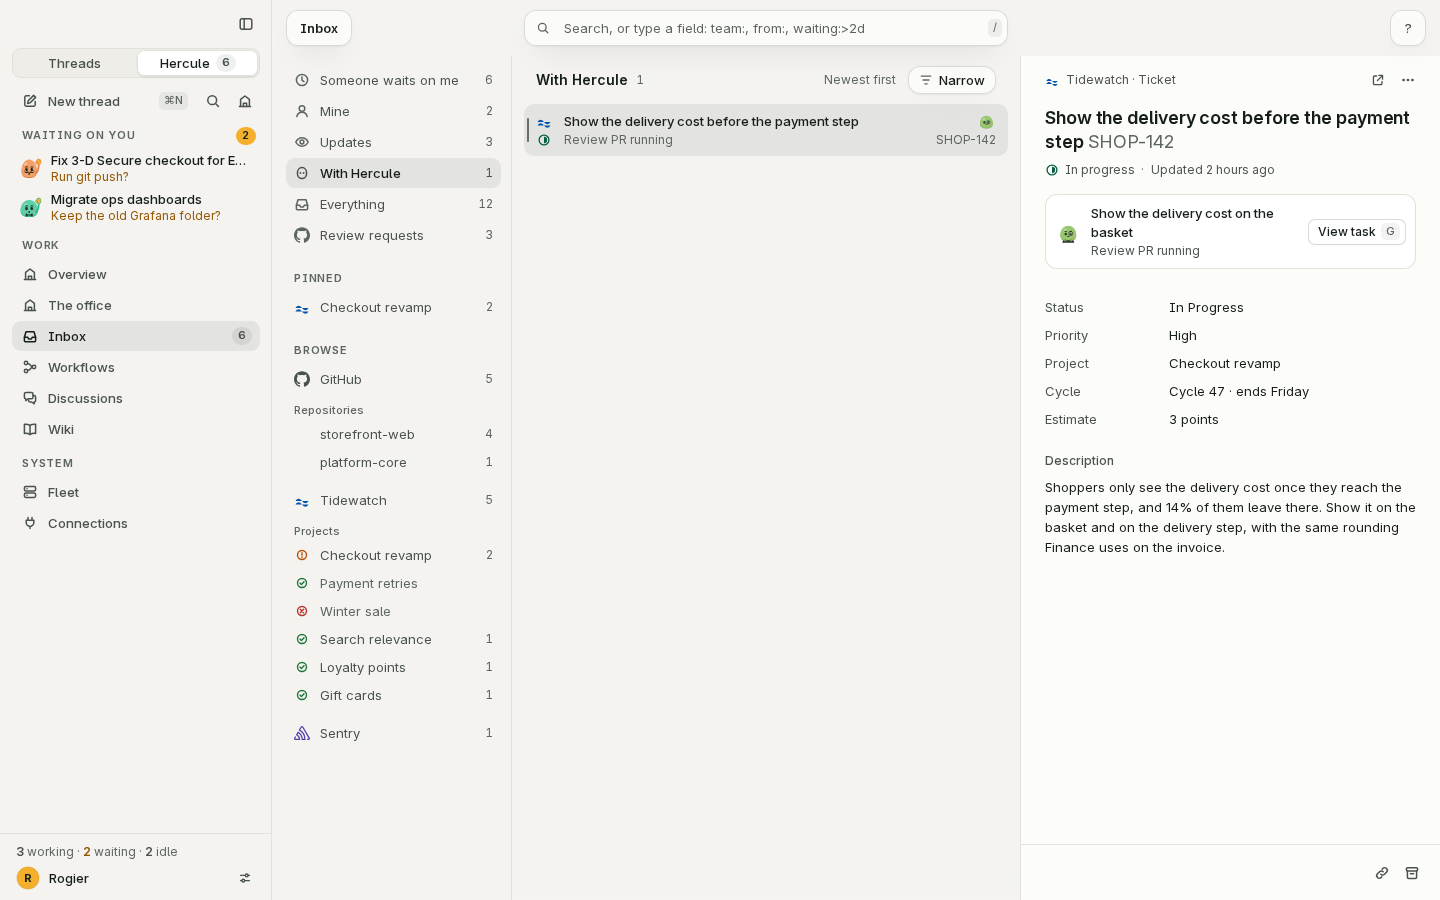 Threads
Hercule 6
New thread ⌘N
WAITING ON YOU 2
Fix 3-D Secure checkout for E…
Run git push?
Migrate ops dashboards
Keep the old Grafana folder?
WORK
Overview
The office
Inbox 6
Workflows
Discussions
Wiki
SYSTEM
Fleet
Connections
3 working · 2 waiting · 2 idle
R Rogier
Inbox
Someone waits on me 6
Mine 2
Updates 3
With Hercule 1
Everything 12
Review requests 3
PINNED
Checkout revamp 2
BROWSE
GitHub 5
Repositories
storefront-web 4
platform-core 1
Tidewatch 5
Projects
Checkout revamp 2
Payment retries
Winter sale
Search relevance 1
Loyalty points 1
Gift cards 1
Sentry 1
Search, or type a field: team:, from:, waiting:>2d /
?
With Hercule 1
Newest first
Narrow
Show the delivery cost before the payment step
Review PR running SHOP-142
Tidewatch · Ticket
Show the delivery cost before the payment
step SHOP-142
In progress · Updated 2 hours ago
Show the delivery cost on the
basket
Review PR running
View task G
Status In Progress
Priority High
Project Checkout revamp
Cycle Cycle 47 · ends Friday
Estimate 3 points
Description
Shoppers only see the delivery cost once they reach the
payment step, and 14% of them leave there. Show it on the
basket and on the delivery step, with the same rounding
Finance uses on the invoice.